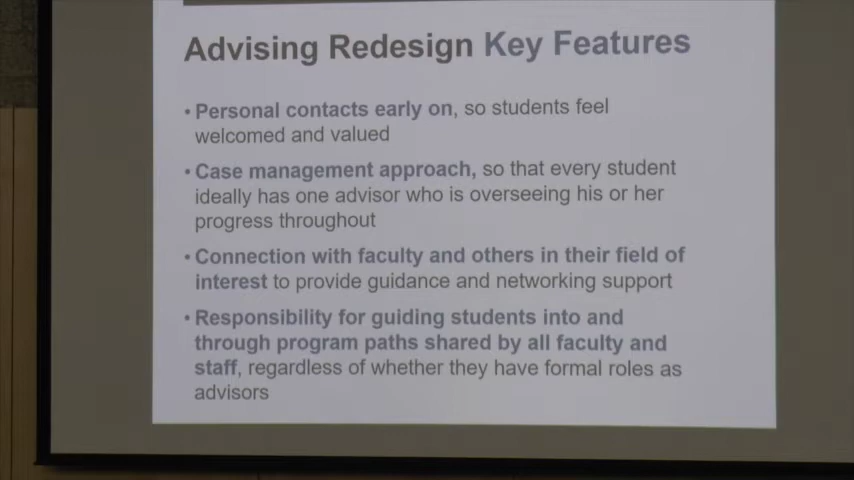 Advising Redesign Key Features
• Personal contacts early on, so students feel
welcomed and valued
• Case management approach, so that every student
ideally has one advisor who is overseeing his or her
progress throughout
• Connection with faculty and others in their field of
interest to provide guidance and networking support
• Responsibility for guiding students into and
through program paths shared by all faculty and
staff, regardless of whether they have formal roles as
advisors